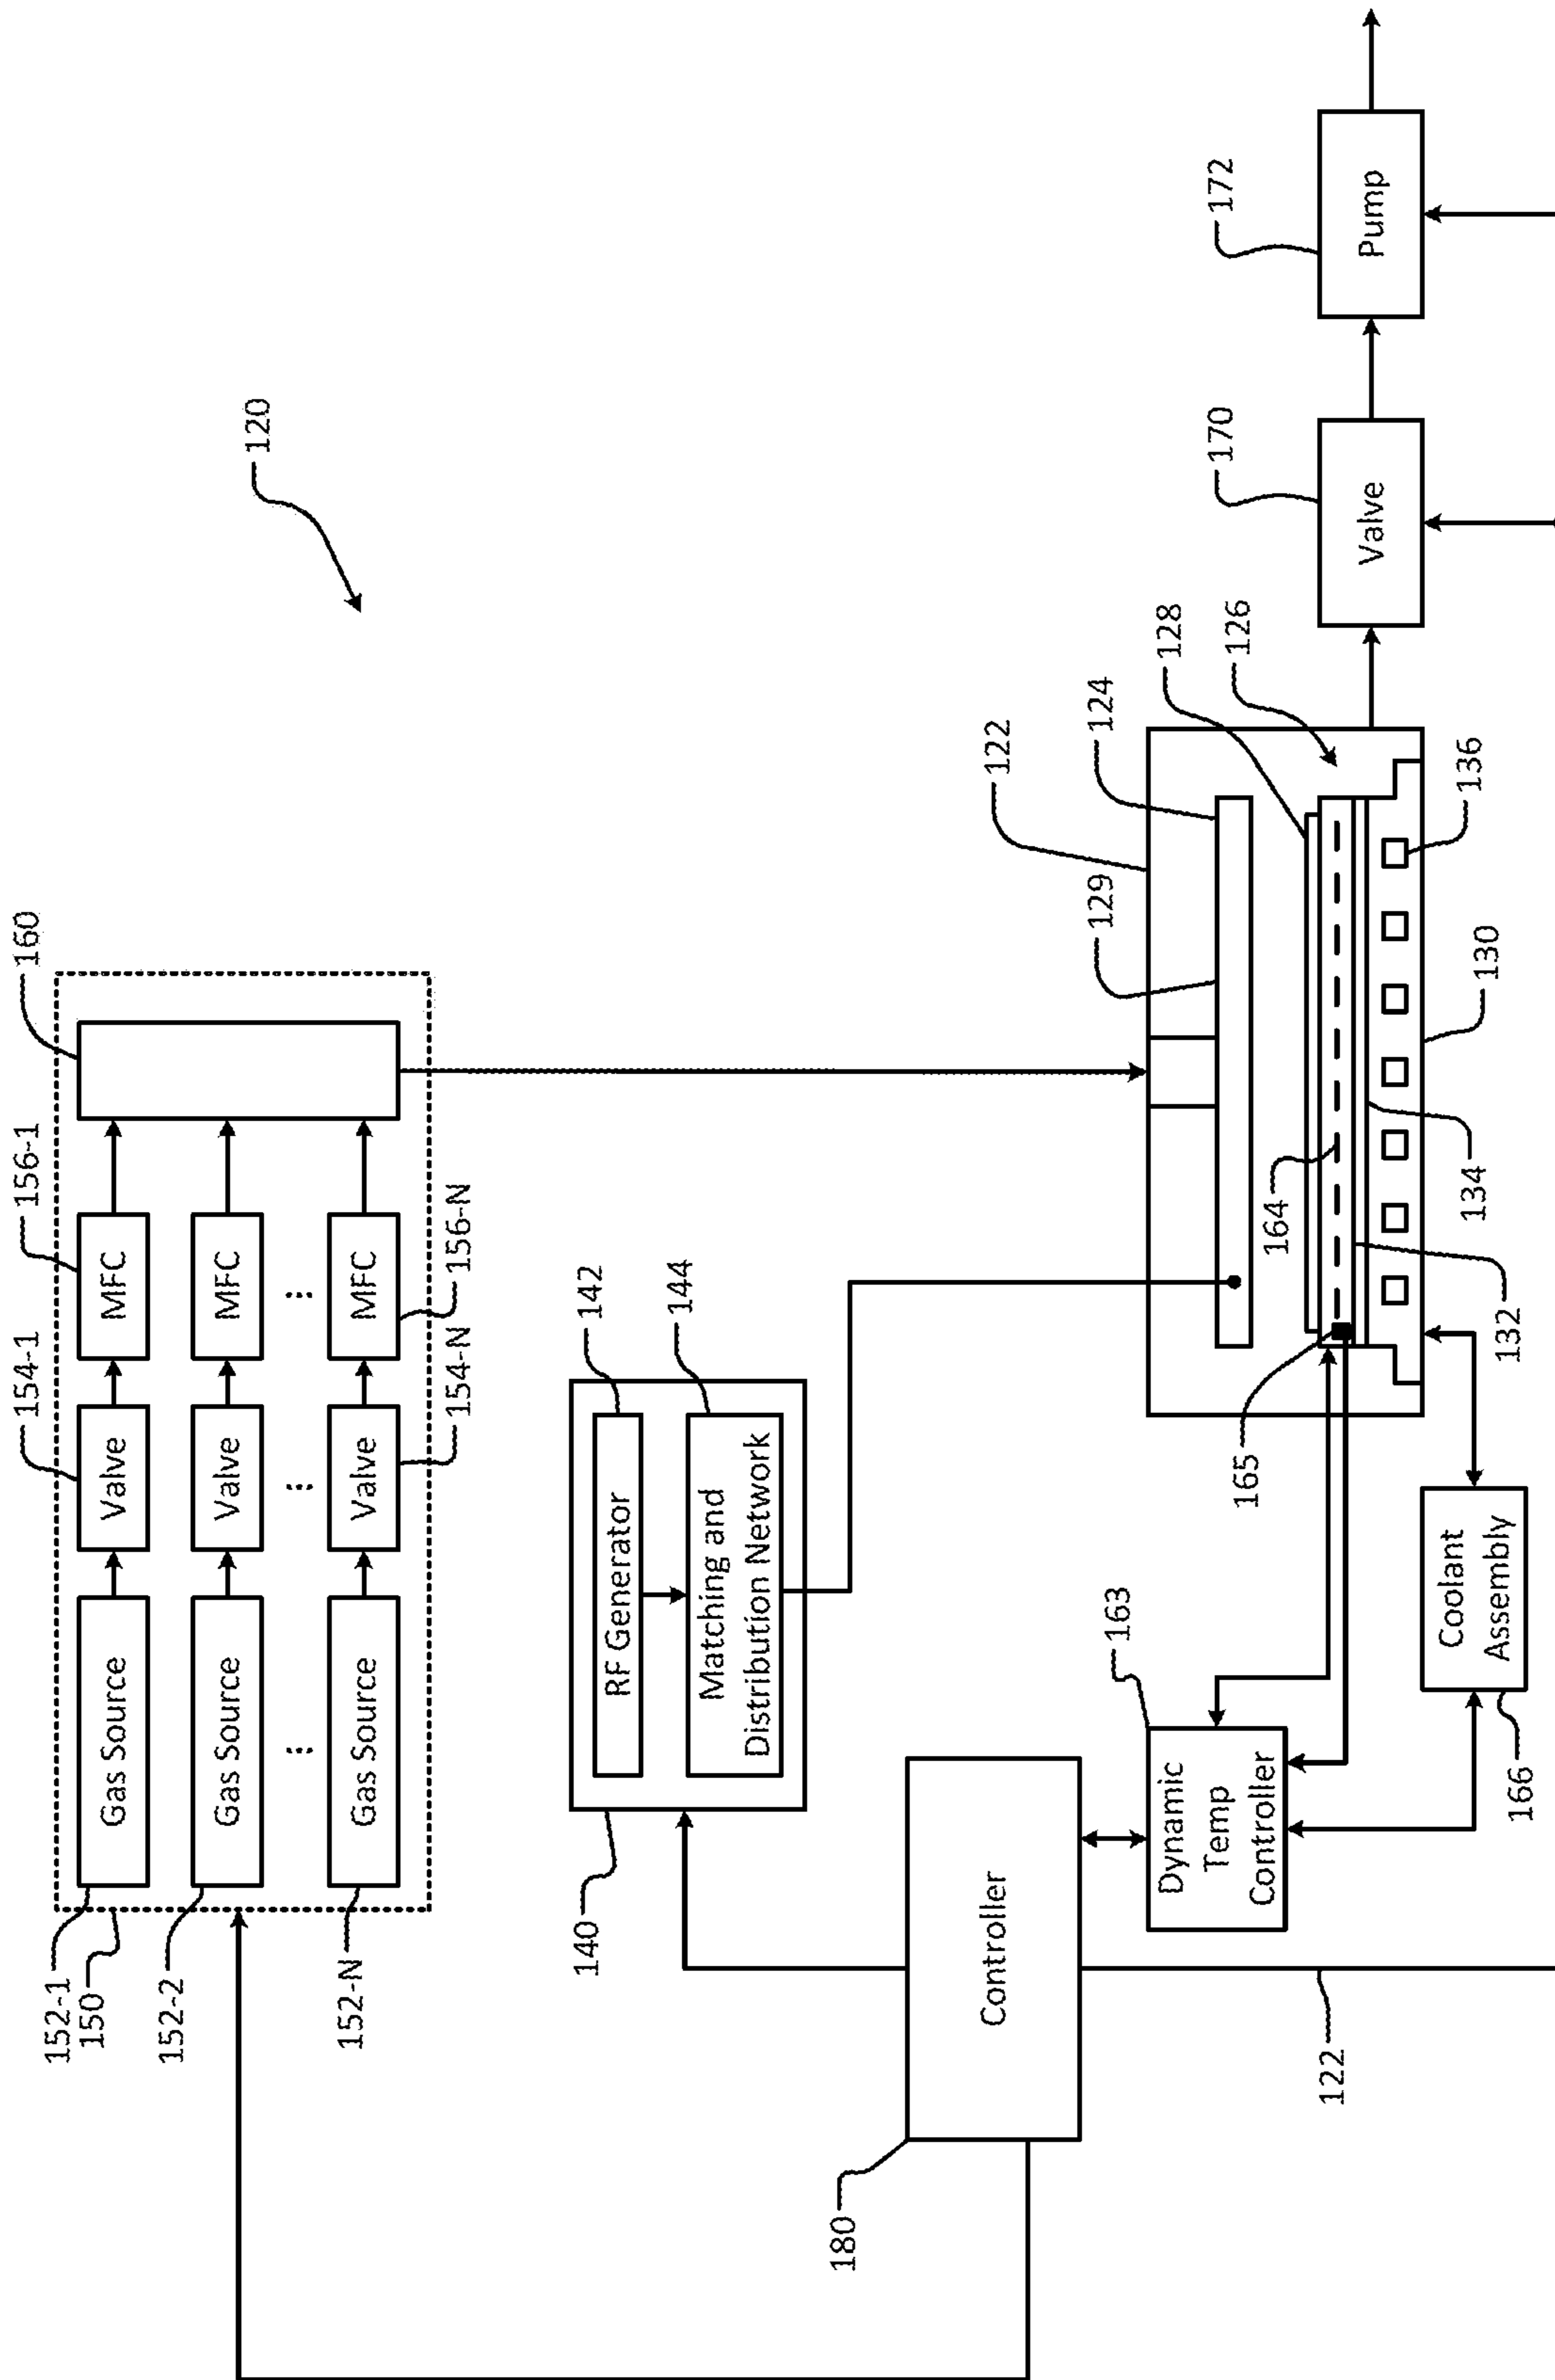 120
152-1
150
152-2
152-N
Gas Source
Gas Source
Gas Source
154-1
Valve
Valve
Valve
154-N
156-1
MFC
MFC
MFC
156-N
160
140
142
RF Generator
144
Matching and
Distribution Network
122
129
124
128
126
164
165
132
134
130
136
180
Controller
163
Dynamic
Temp
Controller
166
Coolant
Assembly
170
Valve
172
Pump
122